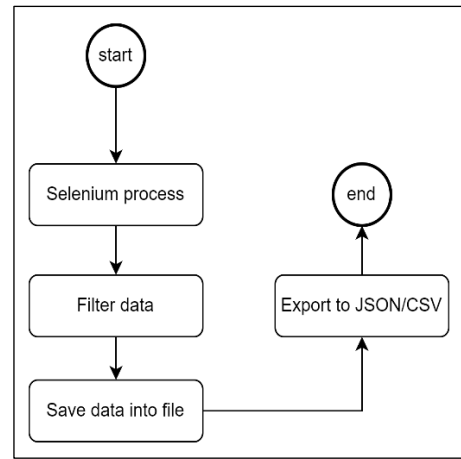 start
Selenium process
Filter data
Save data into file
Export to JSON/CSV
end